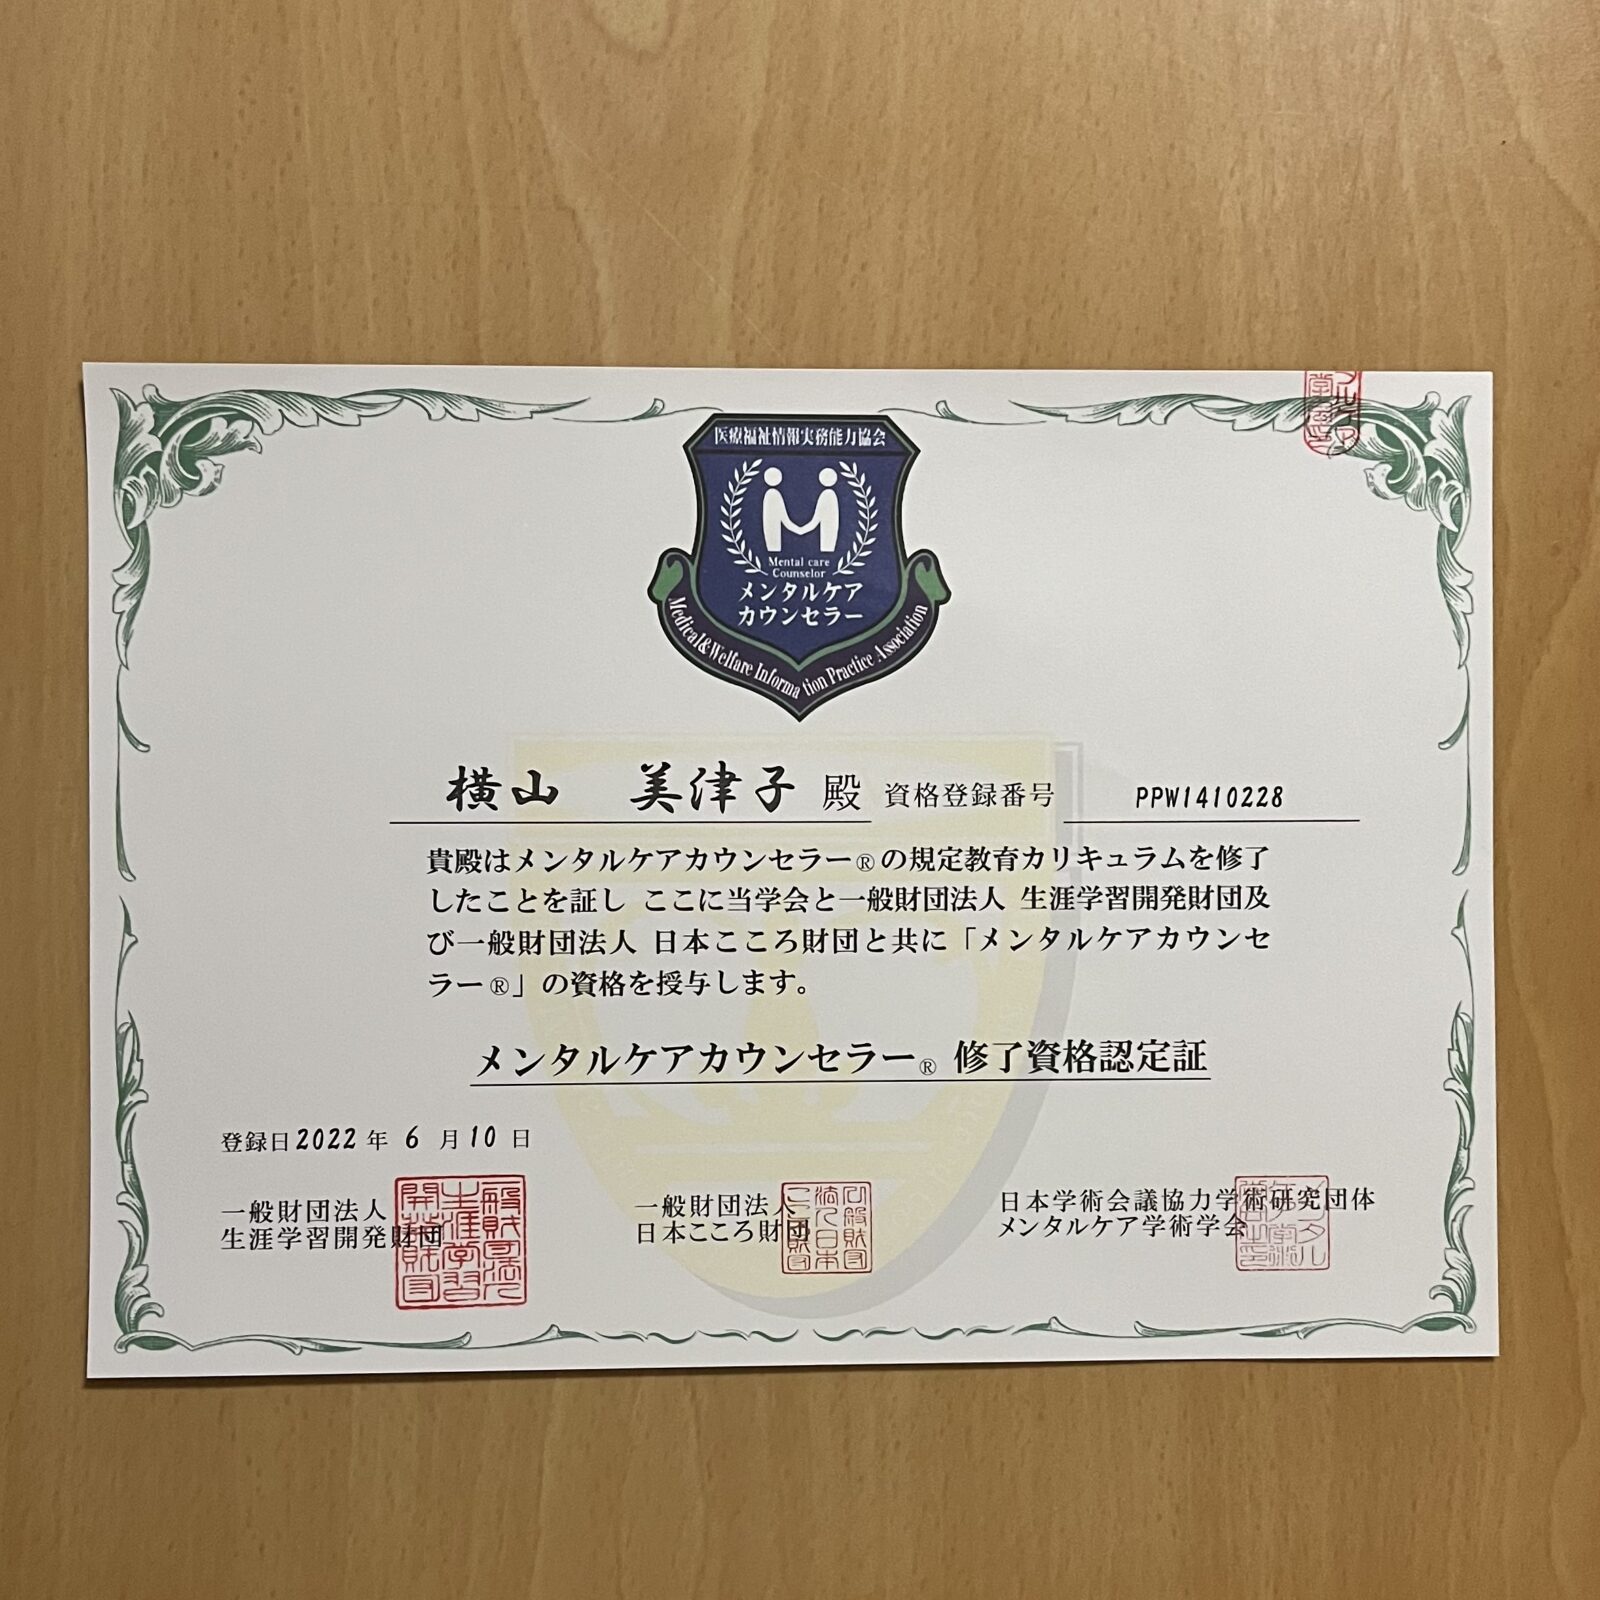 医療福祉情報実務能力協会
Mental care
Counselor
メンタルケア
カウンセラー
Medical&Welfare Information Practice Association
横山 美津子 殿 資格登録番号 PPW1410228
貴殿はメンタルケアカウンセラー®の規定教育カリキュラムを修了
したことを証し ここに当学会と一般財団法人 生涯学習開発財団及
び一般財団法人 日本こころ財団と共に「メンタルケアカウンセ
ラー®」の資格を授与します。
メンタルケアカウンセラー® 修了資格認定証
登録日2022年 6月10日
一般財団法人
生涯学習開発財団
一般財団法人
日本こころ財団
日本学術会議協力学術研究団体
メンタルケア学術学会